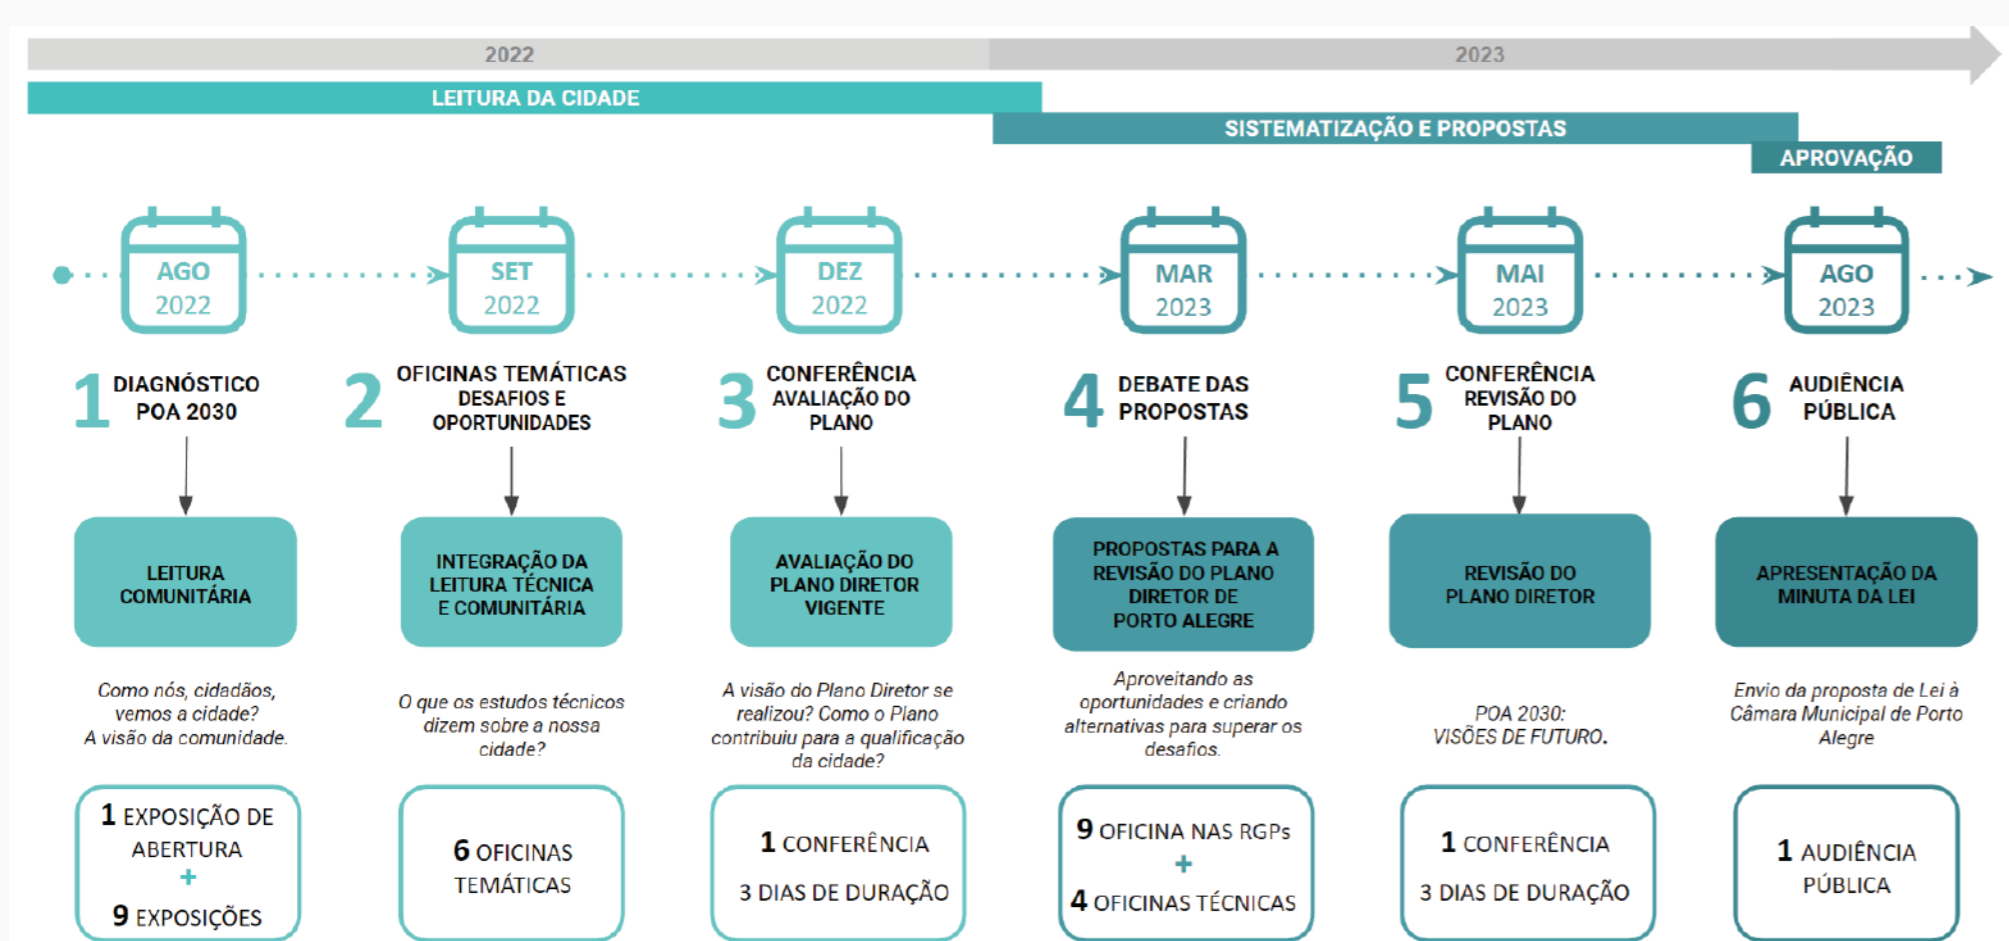 2022
2023
LEITURA DA CIDADE
SISTEMATIZAÇÃO E PROPOSTAS
APROVAÇÃO
AGO
2022
SET
2022
DEZ
2022
MAR
2023
MAI
2023
AGO
2023
1
DIAGNÓSTICO
POA 2030
2
OFICINAS TEMÁTICAS
DESAFIOS E
OPORTUNIDADES
3
CONFERÊNCIA
AVALIAÇÃO DO
PLANO
4
DEBATE DAS
PROPOSTAS
5
CONFERÊNCIA
REVISÃO DO
PLANO
6
AUDIÊNCIA
PÚBLICA
LEITURA
COMUNITÁRIA
INTEGRAÇÃO DA
LEITURA TÉCNICA
E COMUNITÁRIA
AVALIAÇÃO DO
PLANO DIRETOR
VIGENTE
PROPOSTAS PARA A
REVISÃO DO PLANO
DIRETOR DE
PORTO ALEGRE
REVISÃO DO
PLANO DIRETOR
APRESENTAÇÃO DA
MINUTA DA LEI
Como nós, cidadãos,
vemos a cidade?
A visão da comunidade.
O que os estudos técnicos
dizem sobre a nossa
cidade?
A visão do Plano Diretor se
realizou? Como o Plano
contribuiu para a qualificação
da cidade?
Aproveitando as
oportunidades e criando
alternativas para superar os
desafios.
POA 2030:
VISÕES DE FUTURO.
Envio da proposta de Lei à
Câmara Municipal de Porto
Alegre
1 EXPOSIÇÃO DE
ABERTURA
+
9 EXPOSIÇÕES
6 OFICINAS
TEMÁTICAS
1 CONFERÊNCIA
3 DIAS DE DURAÇÃO
9 OFICINA NAS RGPs
+
4 OFICINAS TÉCNICAS
1 CONFERÊNCIA
3 DIAS DE DURAÇÃO
1 AUDIÊNCIA
PÚBLICA